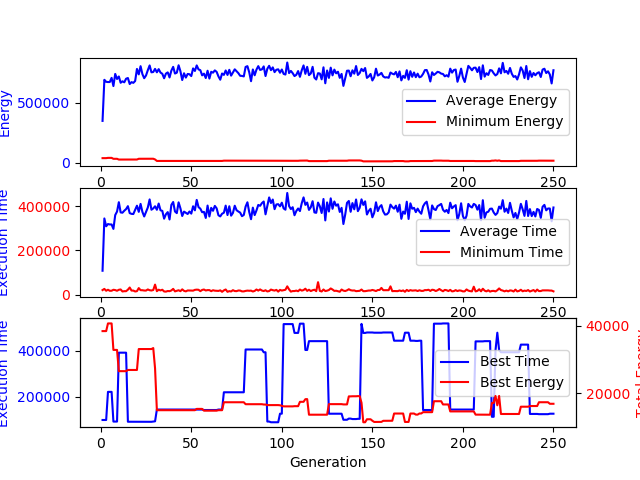 Energy
500000
0
Average Energy
Minimum Energy
0 50 100 150 200 250
Execution Time
400000
200000
0
Average Time
Minimum Time
0 50 100 150 200 250
Execution Time
400000
200000
Best Time
Best Energy
40000
20000
Total Energy
0 50 100 150 200 250
Generation